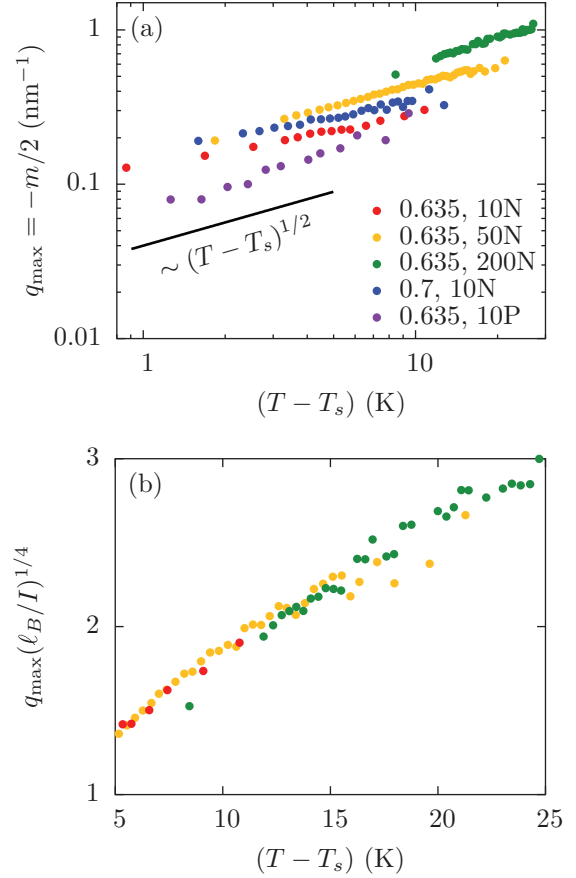 (a)
1
0.1
0.01
q_max = −m/2 (nm⁻¹)
∼ (T − T_s)^{1/2}
0.635, 10N
0.635, 50N
0.635, 200N
0.7, 10N
0.635, 10P
1 10
(T − T_s) (K)
(b)
3
2
1
q_max(ℓ_B/I)^{1/4}
5 10 15 20 25
(T − T_s) (K)